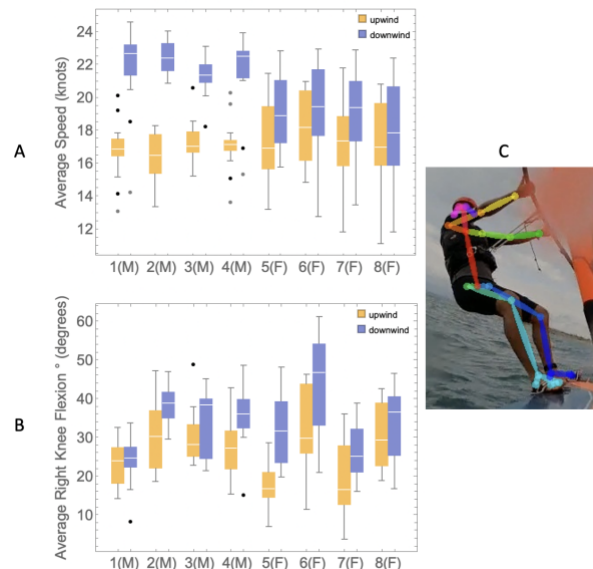 A
Average Speed (knots)
24
22
20
18
16
14
12
upwind
downwind
1(M) 2(M) 3(M) 4(M) 5(F) 6(F) 7(F) 8(F)
B
Average Right Knee Flexion ° (degrees)
60
50
40
30
20
10
upwind
downwind
1(M) 2(M) 3(M) 4(M) 5(F) 6(F) 7(F) 8(F)
C